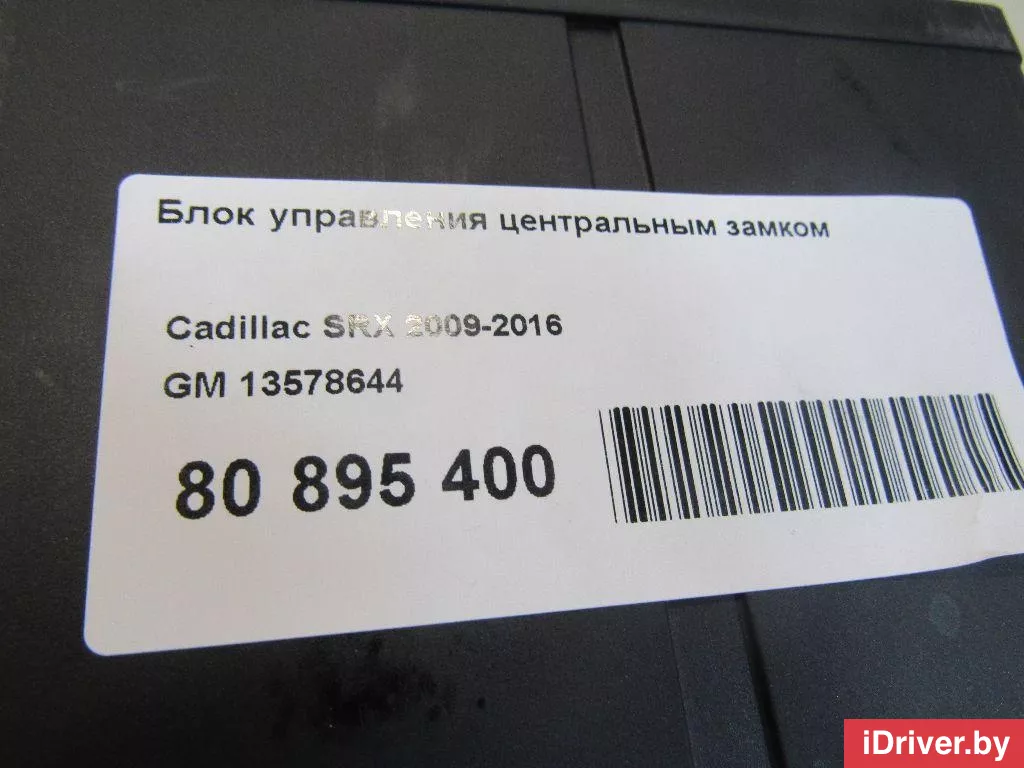 Блок управления центральным замком
Cadillac SRX 2009-2016
GM 13578644
80 895 400
iDriver.by